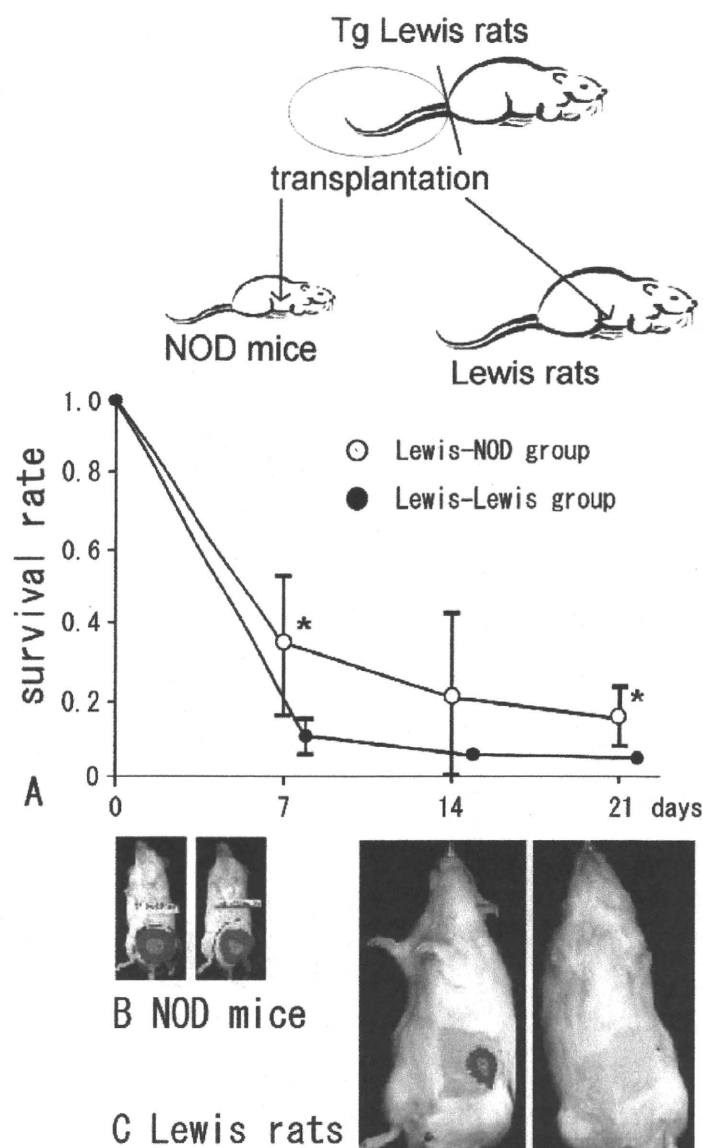 Tg Lewis rats
transplantation
NOD mice
Lewis rats
1.0
0.8
0.6
0.4
0.2
0
survival rate
Lewis-NOD group
Lewis-Lewis group
*
*
A
0 7 14 21 days
B NOD mice
C Lewis rats